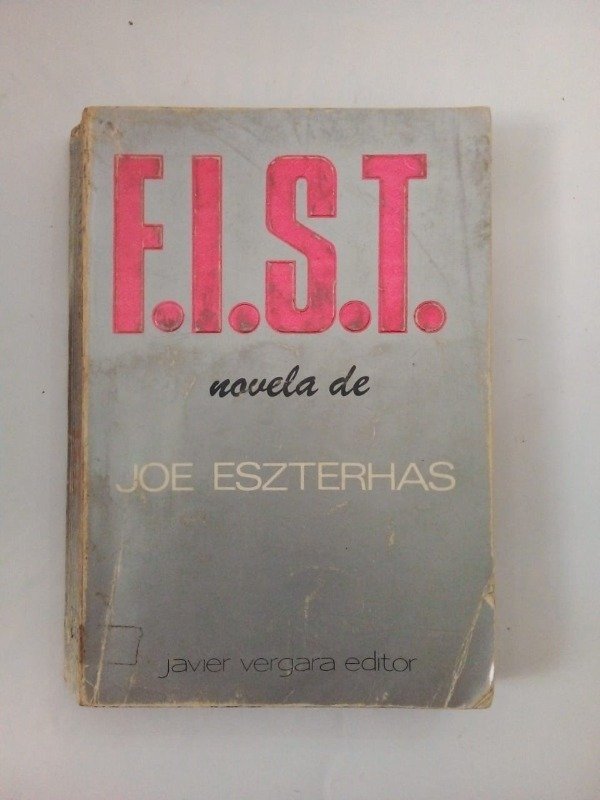 F.I.S.T.
novela de
JOE ESZTERHAS
javier vergara editor